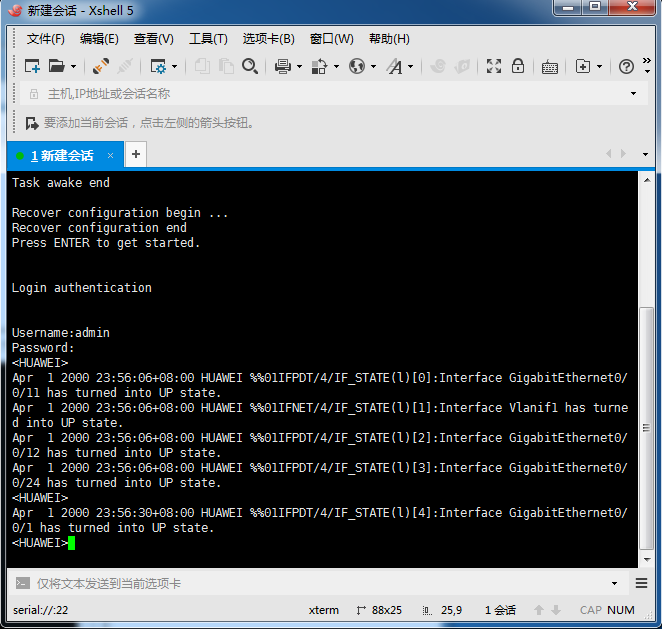 新建会话 - Xshell 5
文件(F) 编辑(E) 查看(V) 工具(T) 选项卡(B) 窗口(W) 帮助(H)
主机,IP地址或会话名称
要添加当前会话，点击左侧的箭头按钮。
1 新建会话 × +
Task awake end
Recover configuration begin ...
Recover configuration end
Press ENTER to get started.
Login authentication
Username:admin
Password:
<HUAWEI>
Apr  1 2000 23:56:06+08:00 HUAWEI %%01IFPDT/4/IF_STATE(l)[0]:Interface GigabitEthernet0/
0/11 has turned into UP state.
Apr  1 2000 23:56:06+08:00 HUAWEI %%01IFNET/4/IF_STATE(l)[1]:Interface Vlanif1 has turne
d into UP state.
Apr  1 2000 23:56:06+08:00 HUAWEI %%01IFPDT/4/IF_STATE(l)[2]:Interface GigabitEthernet0/
0/12 has turned into UP state.
Apr  1 2000 23:56:06+08:00 HUAWEI %%01IFPDT/4/IF_STATE(l)[3]:Interface GigabitEthernet0/
0/24 has turned into UP state.
<HUAWEI>
Apr  1 2000 23:56:30+08:00 HUAWEI %%01IFPDT/4/IF_STATE(l)[4]:Interface GigabitEthernet0/
0/1 has turned into UP state.
<HUAWEI>
仅将文本发送到当前选项卡
serial://:22 xterm 88x25 25,9 1 会话 CAP NUM